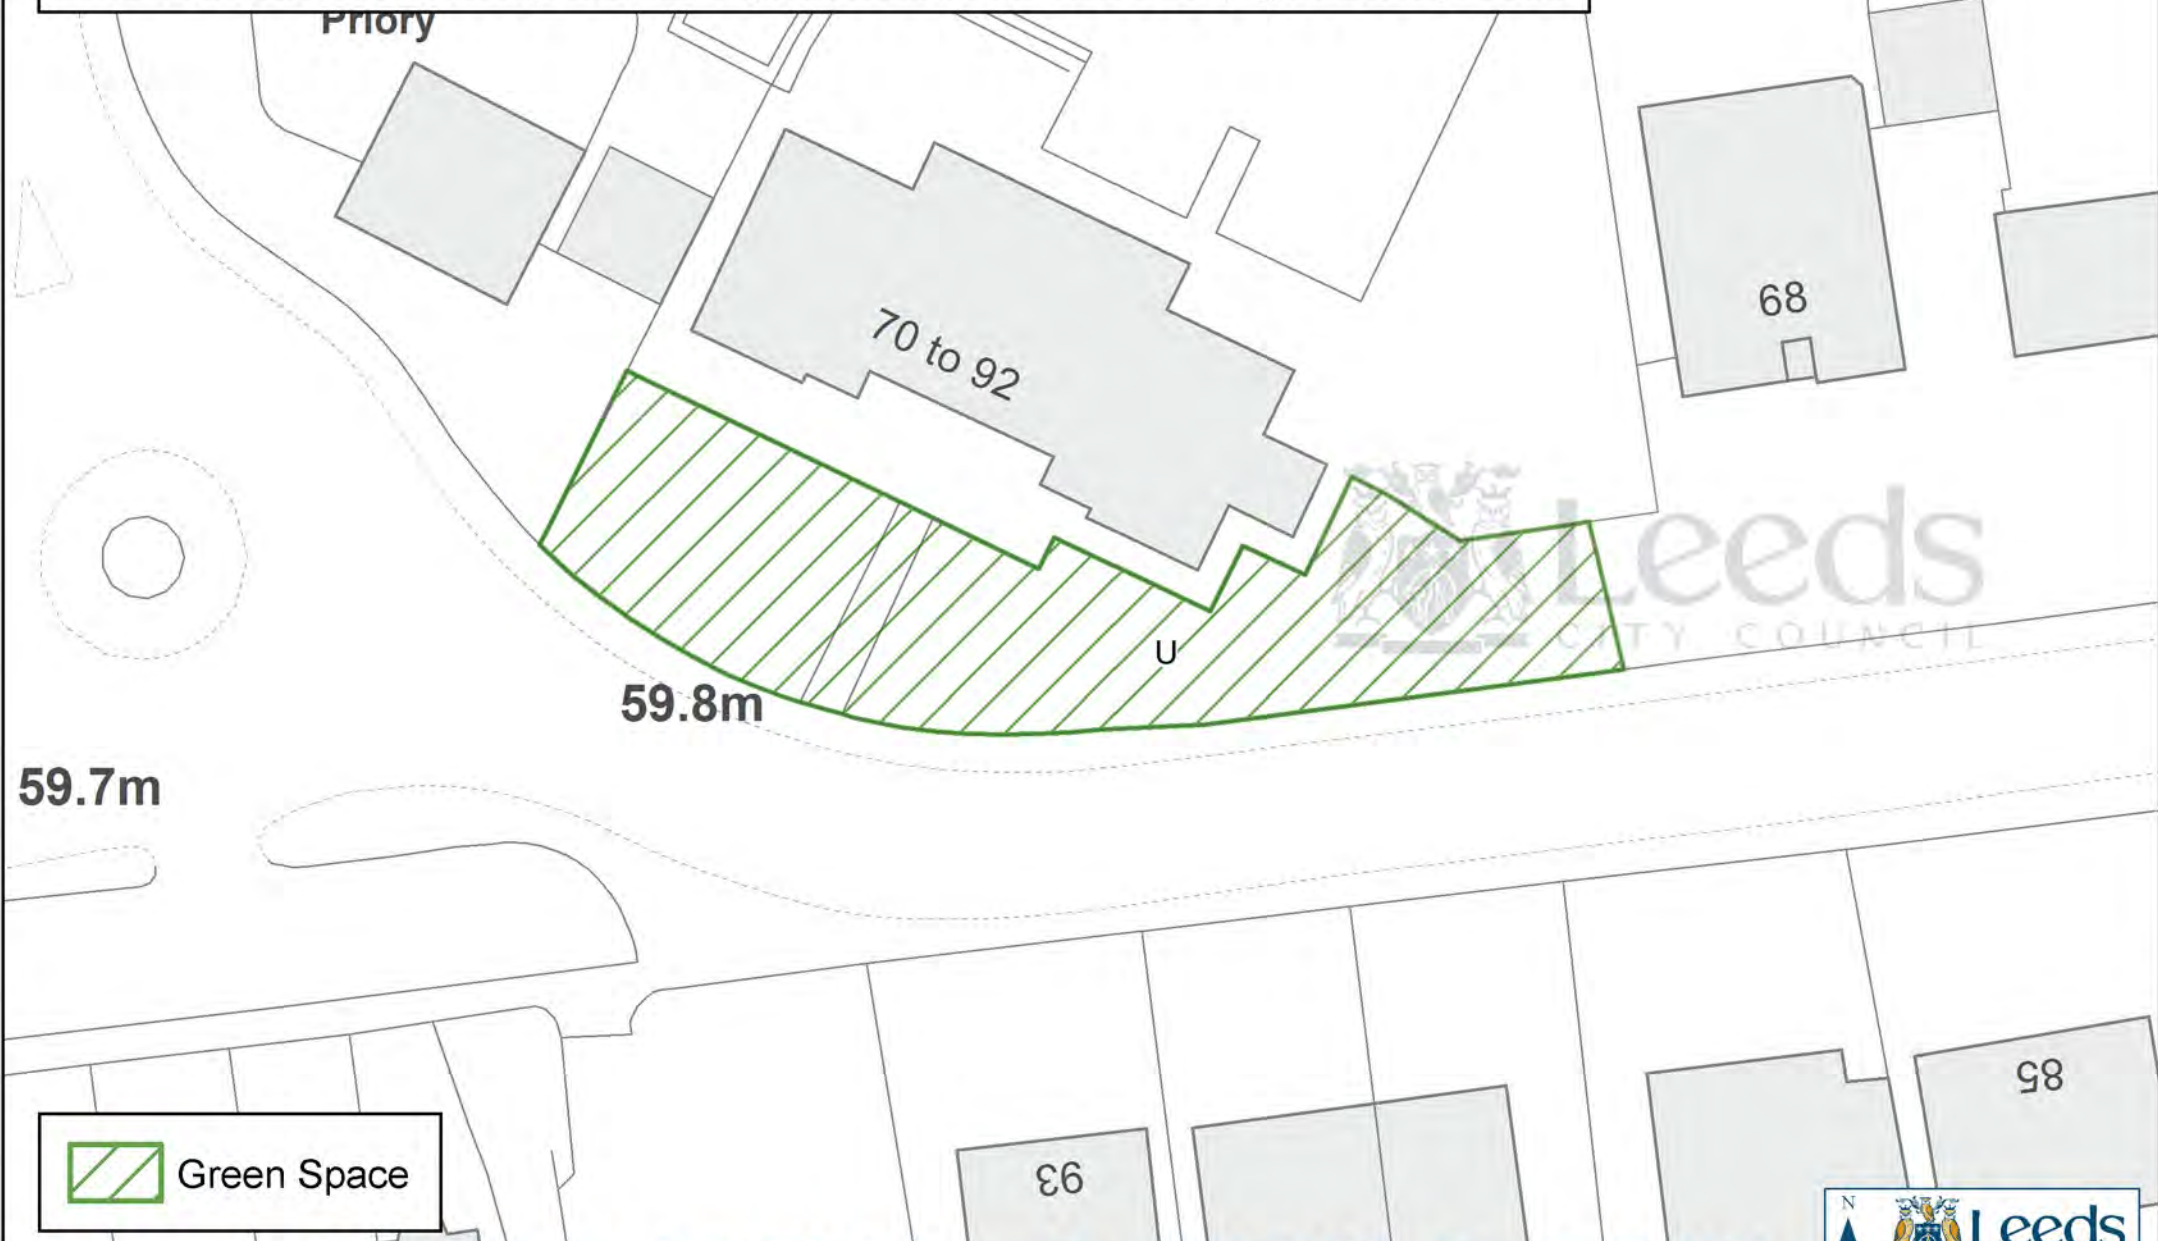 Priory
70 to 92
68
Leeds
CITY COUNCIL
U
59.8m
59.7m
85
93
Green Space
N
Leeds